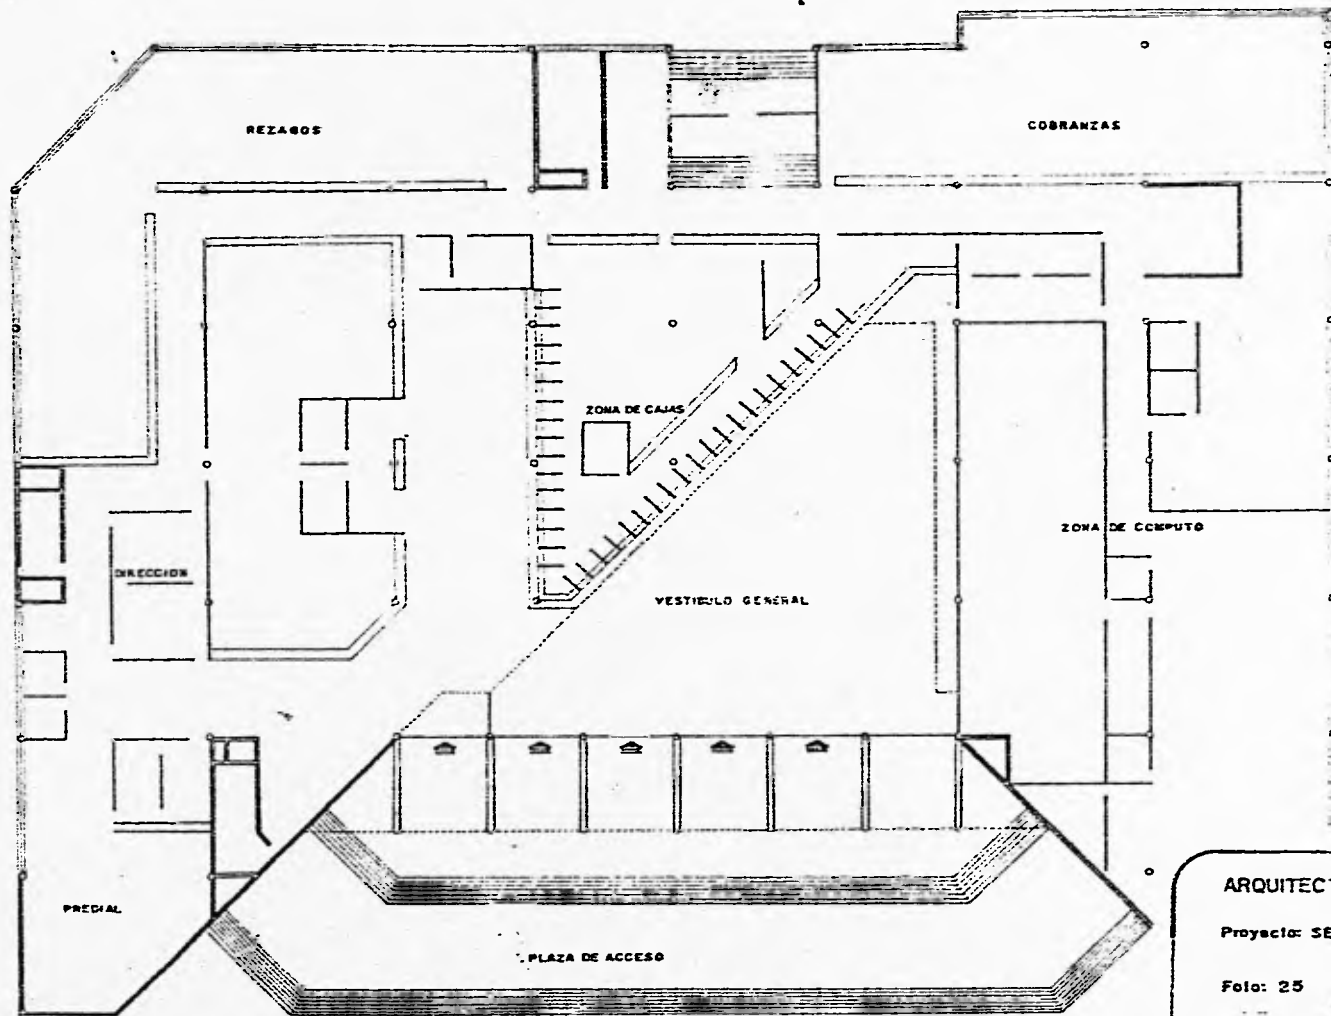 REZAGOS
COBRANZAS
ZONA DE CAJAS
ZONA DE COMPUTO
DIRECCION
VESTIBULO GENERAL
PREDIAL
PLAZA DE ACCESO
ARQUITECT
Proyecto: SE
Foto: 25